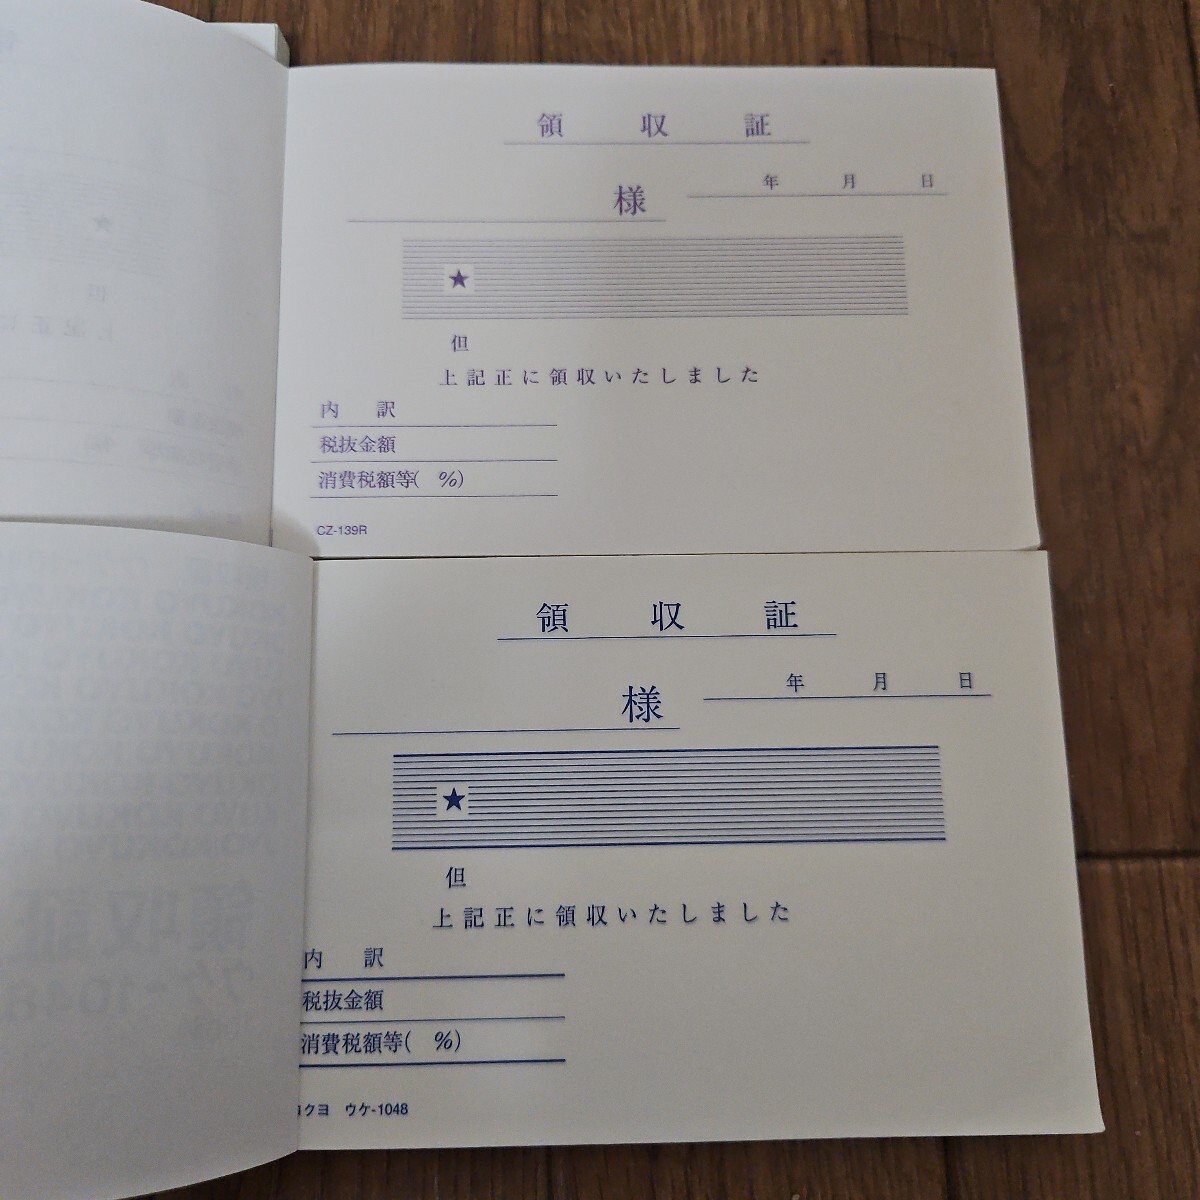 領 収 証
年 月 日
様
★
但
上記正に領収いたしました
内 訳
税抜金額
消費税額等( %)
CZ-139R
領 収 証
年 月 日
様
★
但
上記正に領収いたしました
内 訳
税抜金額
消費税額等( %)
コクヨ ウケ-1048